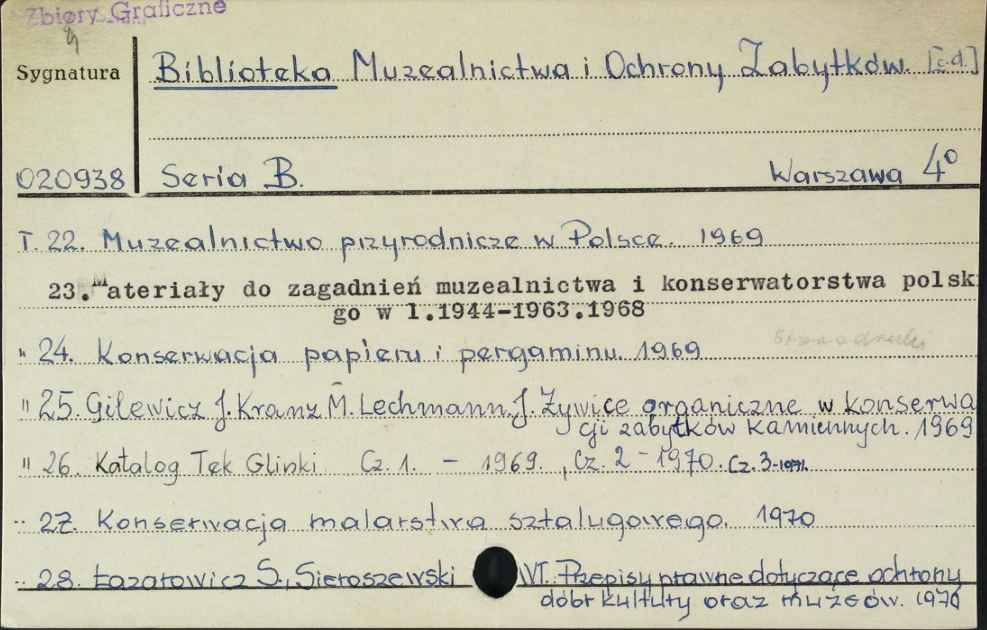 Zbiory Graficzne
Sygnatura
Biblioteka Muzealnictwa i Ochrony Zabytków. [c.d.]
020938 Seria B. Warszawa 4º
T. 22. Muzealnictwo przyrodnicze w Polsce. 1969
23. Materiały do zagadnień muzealnictwa i konserwatorstwa polski
go w l.1944-1963.1968
" 24. Konserwacja papieru i pergaminu. 1969
" 25. Gilewicz J. Kranz M. Lechmann J. Żywice organiczne w konserwa
cji zabytków kamiennych. 1969
" 26. Katalog Tek Glinki Cz. 1. - 1969. , Cz. 2 - 1970. Cz. 3-1971.
" 27. Konserwacja malarstwa sztalugowego. 1970
" 28. Łazarowicz S., Sieroszewski W. Przepisy prawne dotyczące ochrony
dóbr kultury oraz muzeów. 1970